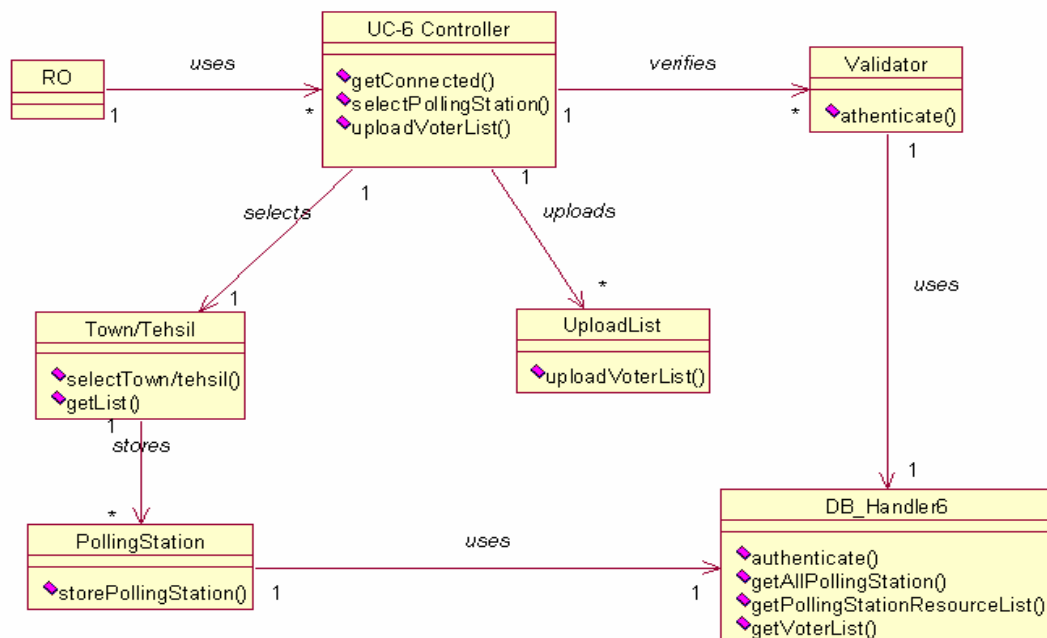 UC-6 Controller
getConnected()
selectPollingStation()
uploadVoterList()
RO
uses
1
*
verifies
1
*
Validator
athenticate()
1
selects
1
1
uploads
1
*
uses
1
Town/Tehsil
selectTown/tehsil()
getList()
1
stores
*
UploadList
uploadVoterList()
PollingStation
storePollingStation()
uses
1
1
DB_Handler6
authenticate()
getAllPollingStation()
getPollingStationResourceList()
getVoterList()